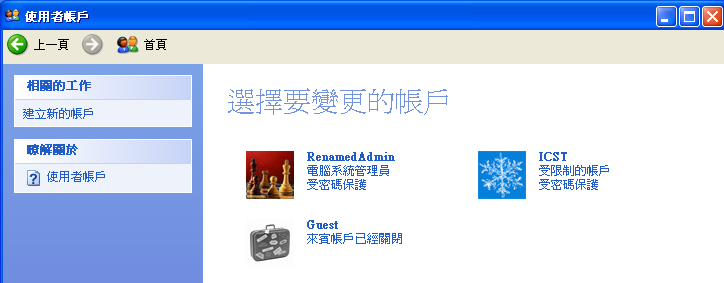 使用者帳戶
上一頁
首頁
相關的工作
建立新的帳戶
瞭解關於
使用者帳戶
選擇要變更的帳戶
RenamedAdmin
電腦系統管理員
受密碼保護
ICST
受限制的帳戶
受密碼保護
Guest
來賓帳戶已經關閉